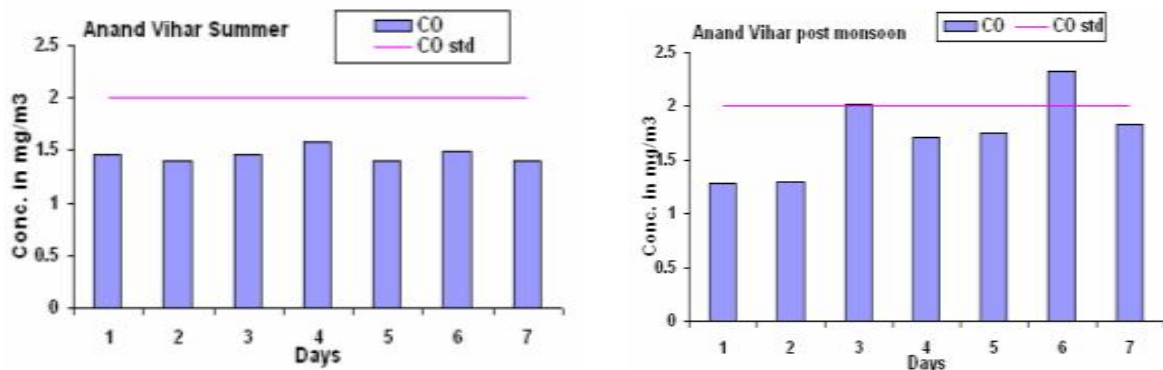 Anand Vihar Summer
CO
CO std
2.5
2
1.5
1
0.5
0
Conc. in mg/m3
1 2 3 4 5 6 7
Days
Anand Vihar post monsoon
CO CO std
2.5
2
1.5
1
0.5
0
Conc. in mg/m3
1 2 3 4 5 6 7
Days